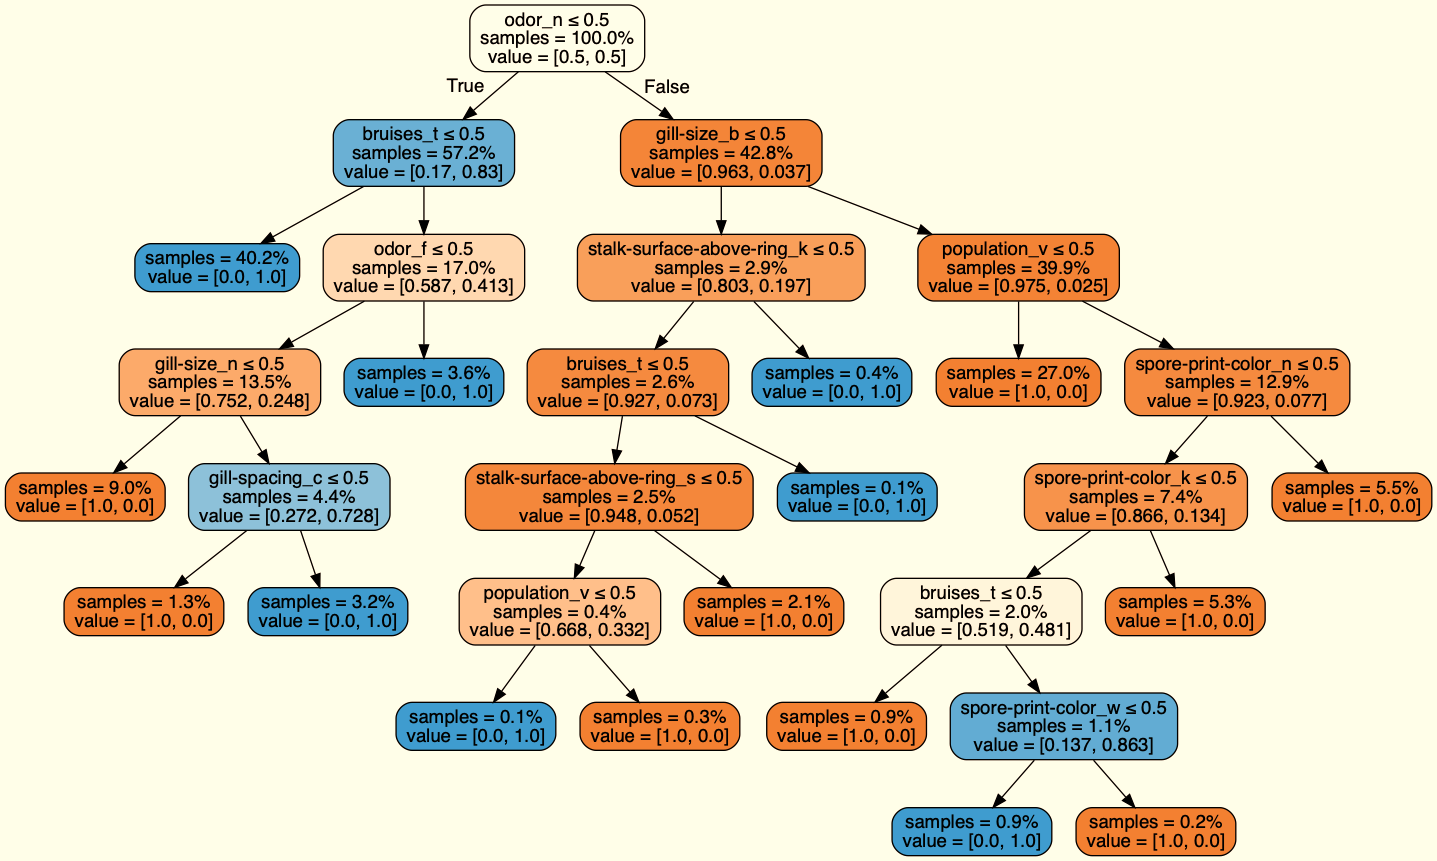 odor_n ≤ 0.5
samples = 100.0%
value = [0.5, 0.5]
True
False
bruises_t ≤ 0.5
samples = 57.2%
value = [0.17, 0.83]
gill-size_b ≤ 0.5
samples = 42.8%
value = [0.963, 0.037]
samples = 40.2%
value = [0.0, 1.0]
odor_f ≤ 0.5
samples = 17.0%
value = [0.587, 0.413]
stalk-surface-above-ring_k ≤ 0.5
samples = 2.9%
value = [0.803, 0.197]
population_v ≤ 0.5
samples = 39.9%
value = [0.975, 0.025]
gill-size_n ≤ 0.5
samples = 13.5%
value = [0.752, 0.248]
samples = 3.6%
value = [0.0, 1.0]
bruises_t ≤ 0.5
samples = 2.6%
value = [0.927, 0.073]
samples = 0.4%
value = [0.0, 1.0]
samples = 27.0%
value = [1.0, 0.0]
spore-print-color_n ≤ 0.5
samples = 12.9%
value = [0.923, 0.077]
samples = 9.0%
value = [1.0, 0.0]
gill-spacing_c ≤ 0.5
samples = 4.4%
value = [0.272, 0.728]
stalk-surface-above-ring_s ≤ 0.5
samples = 2.5%
value = [0.948, 0.052]
samples = 0.1%
value = [0.0, 1.0]
spore-print-color_k ≤ 0.5
samples = 7.4%
value = [0.866, 0.134]
samples = 5.5%
value = [1.0, 0.0]
samples = 1.3%
value = [1.0, 0.0]
samples = 3.2%
value = [0.0, 1.0]
population_v ≤ 0.5
samples = 0.4%
value = [0.668, 0.332]
samples = 2.1%
value = [1.0, 0.0]
bruises_t ≤ 0.5
samples = 2.0%
value = [0.519, 0.481]
samples = 5.3%
value = [1.0, 0.0]
samples = 0.1%
value = [0.0, 1.0]
samples = 0.3%
value = [1.0, 0.0]
samples = 0.9%
value = [1.0, 0.0]
spore-print-color_w ≤ 0.5
samples = 1.1%
value = [0.137, 0.863]
samples = 0.9%
value = [0.0, 1.0]
samples = 0.2%
value = [1.0, 0.0]